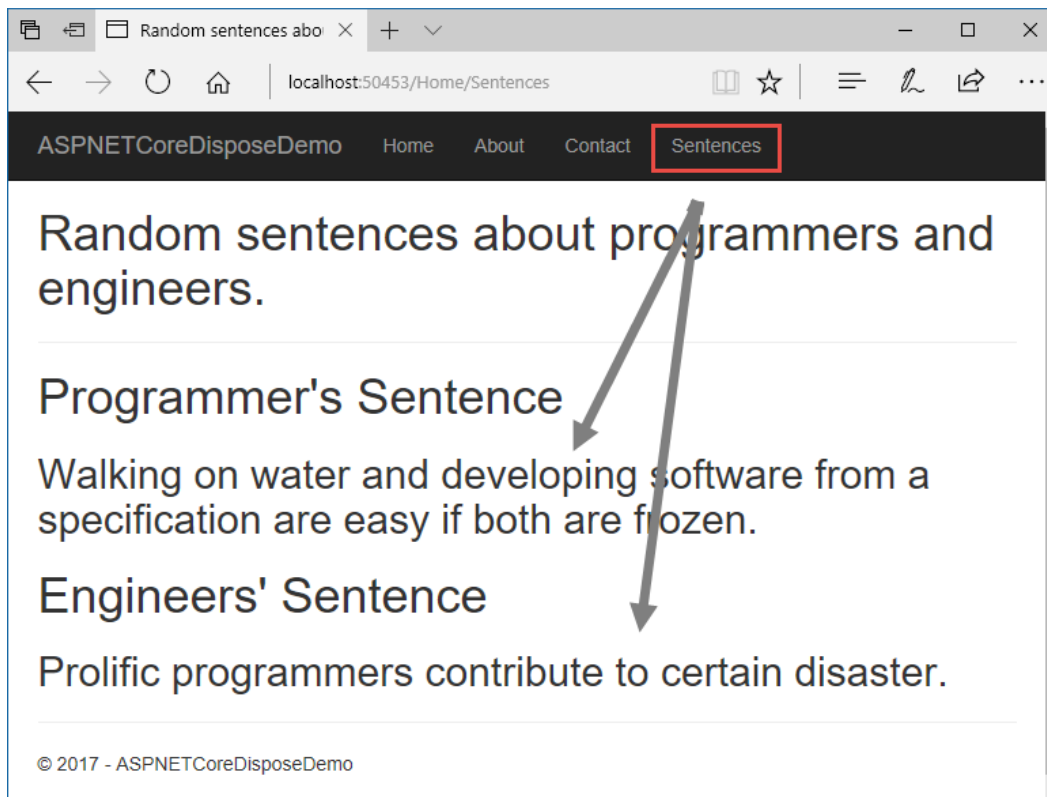 Random sentences abo
localhost:50453/Home/Sentences
ASPNETCoreDisposeDemo Home About Contact Sentences
Random sentences about programmers and
engineers.
Programmer's Sentence
Walking on water and developing software from a
specification are easy if both are frozen.
Engineers' Sentence
Prolific programmers contribute to certain disaster.
© 2017 - ASPNETCoreDisposeDemo